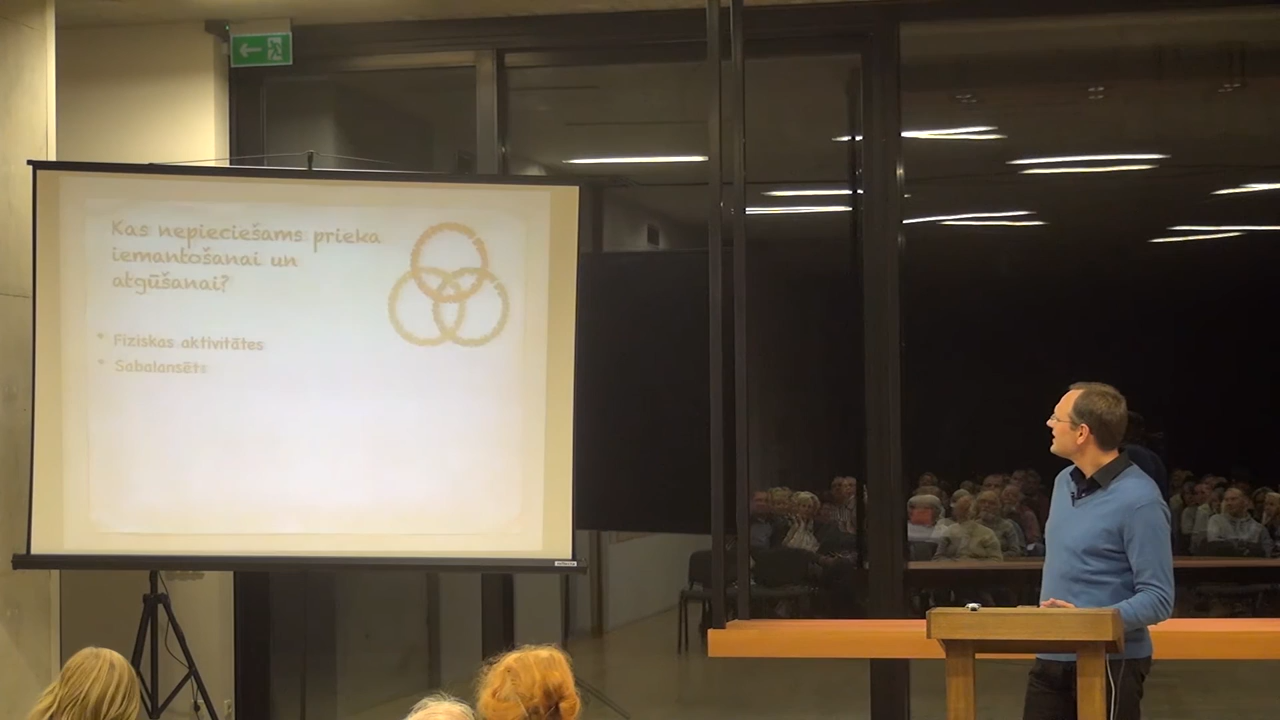 Kas nepieciešams prieka
iemantošanai un
atgūšanai?
* Fiziskas aktivitātes
* Sabalansēts